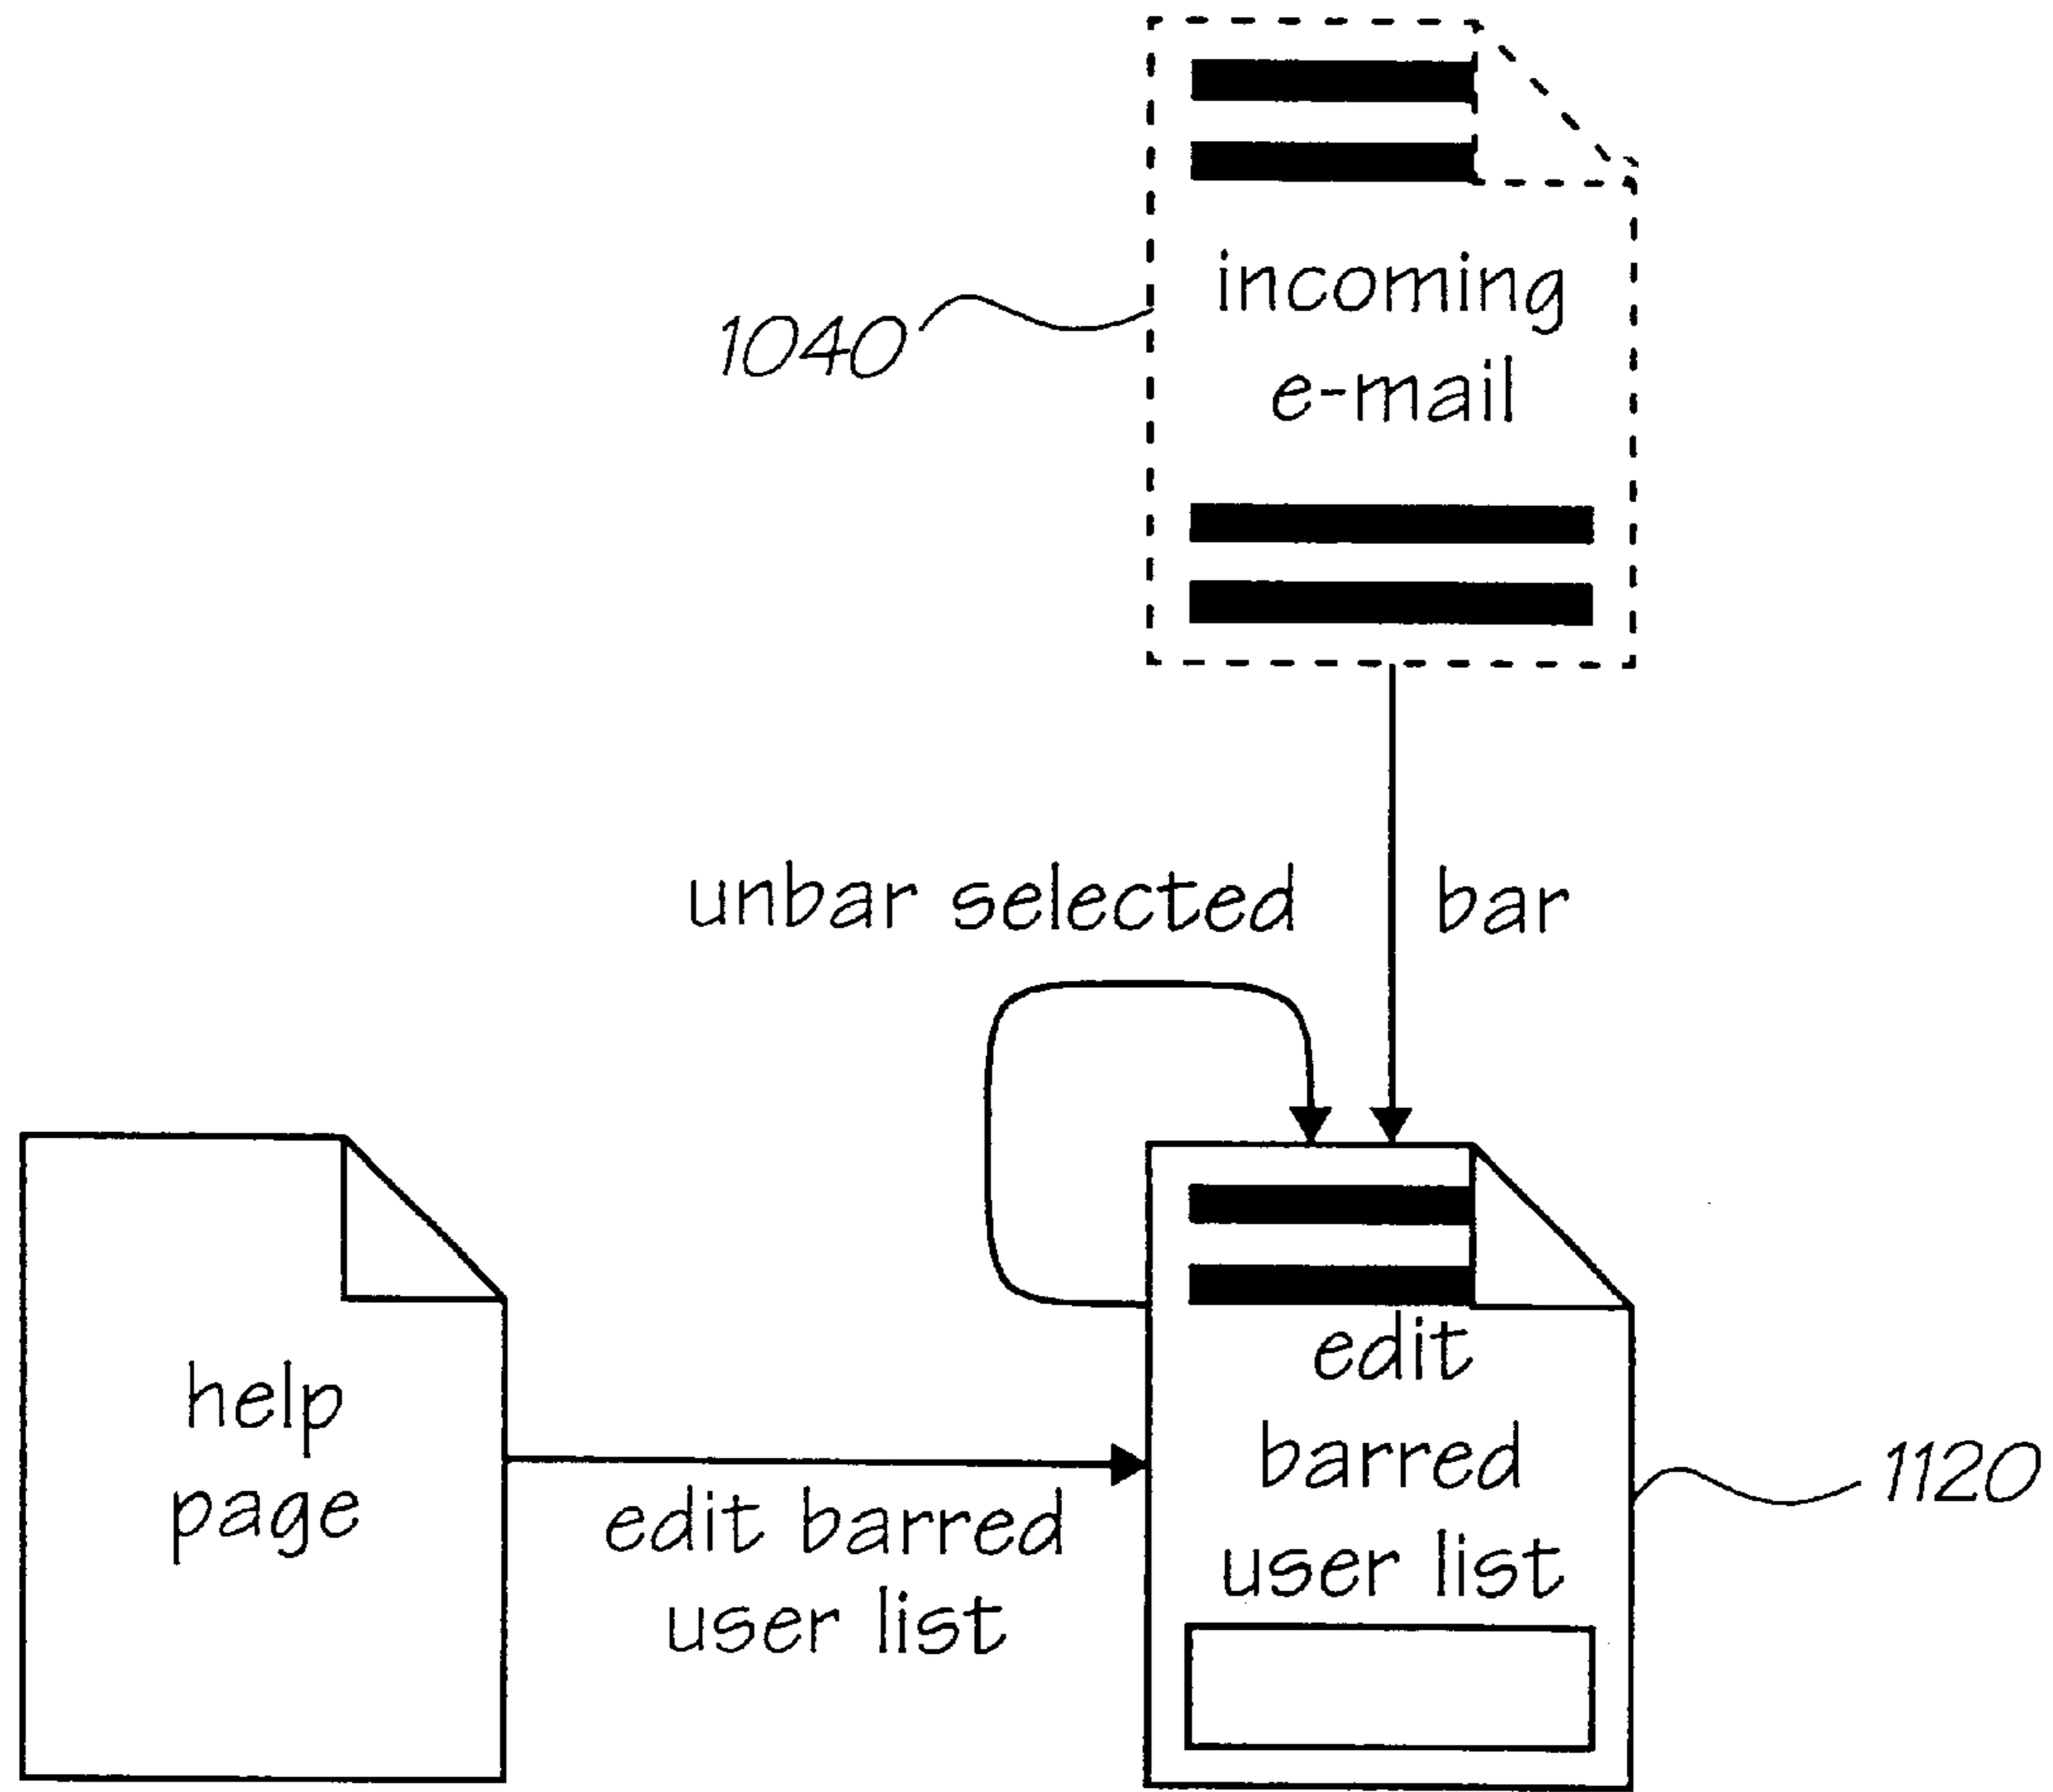 incoming
e-mail
1040
unbar selected
bar
help
page
edit barred
user list
edit
barred
user list
1120